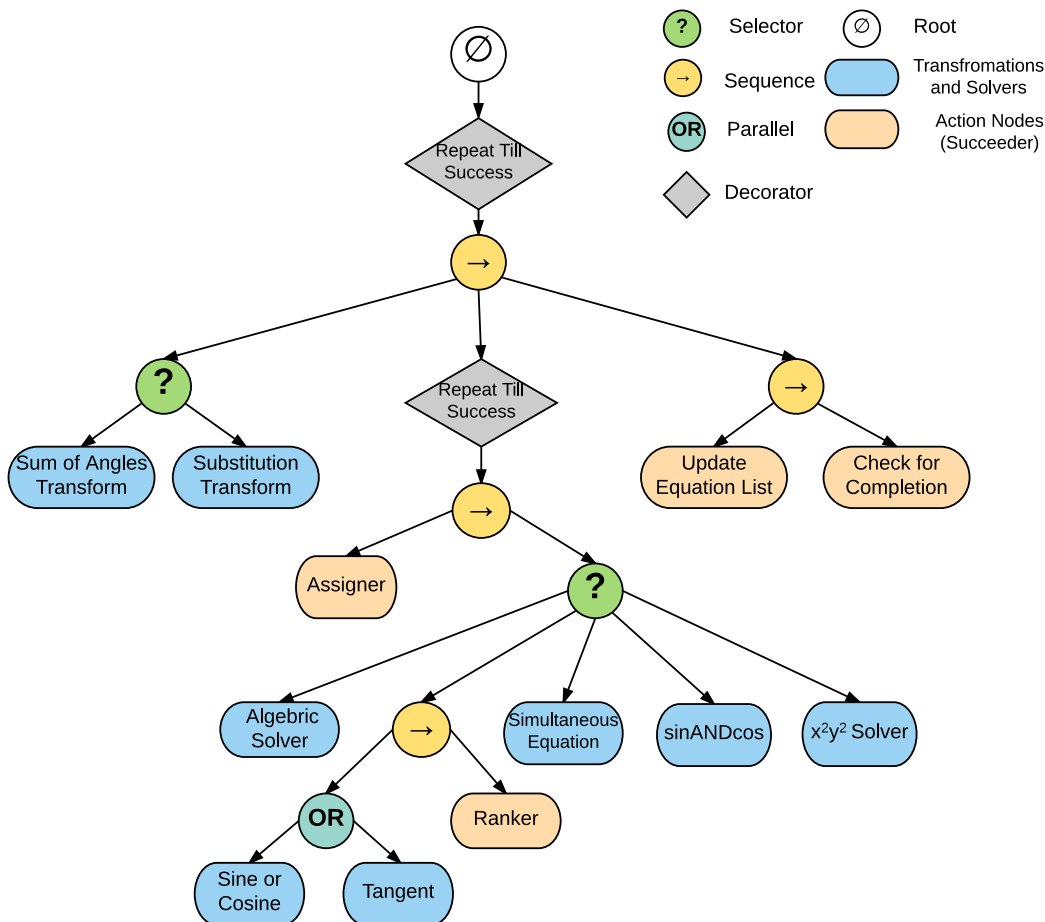 ∅
? Selector
∅ Root
→ Sequence
Transfromations
and Solvers
OR Parallel
Action Nodes
(Succeeder)
Decorator
Repeat Till
Success
→
?
Repeat Till
Success
→
Sum of Angles
Transform
Substitution
Transform
Update
Equation List
Check for
Completion
→
Assigner
?
Algebric
Solver
→
Simultaneous
Equation
sinANDcos
x²y² Solver
OR
Ranker
Sine or
Cosine
Tangent